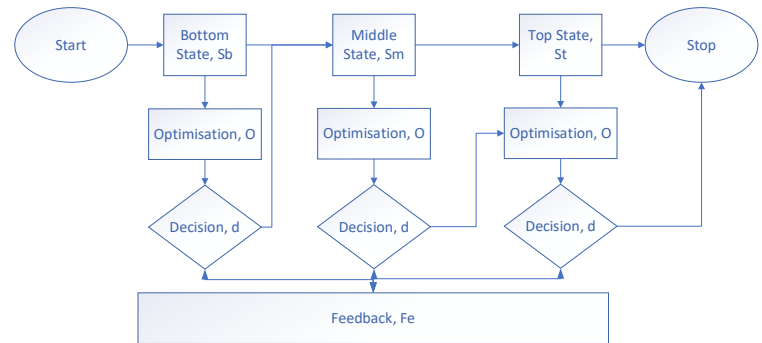 Start
Bottom
State, Sb
Middle
State, Sm
Top State,
St
Stop
Optimisation, O
Optimisation, O
Optimisation, O
Decision, d
Decision, d
Decision, d
Feedback, Fe